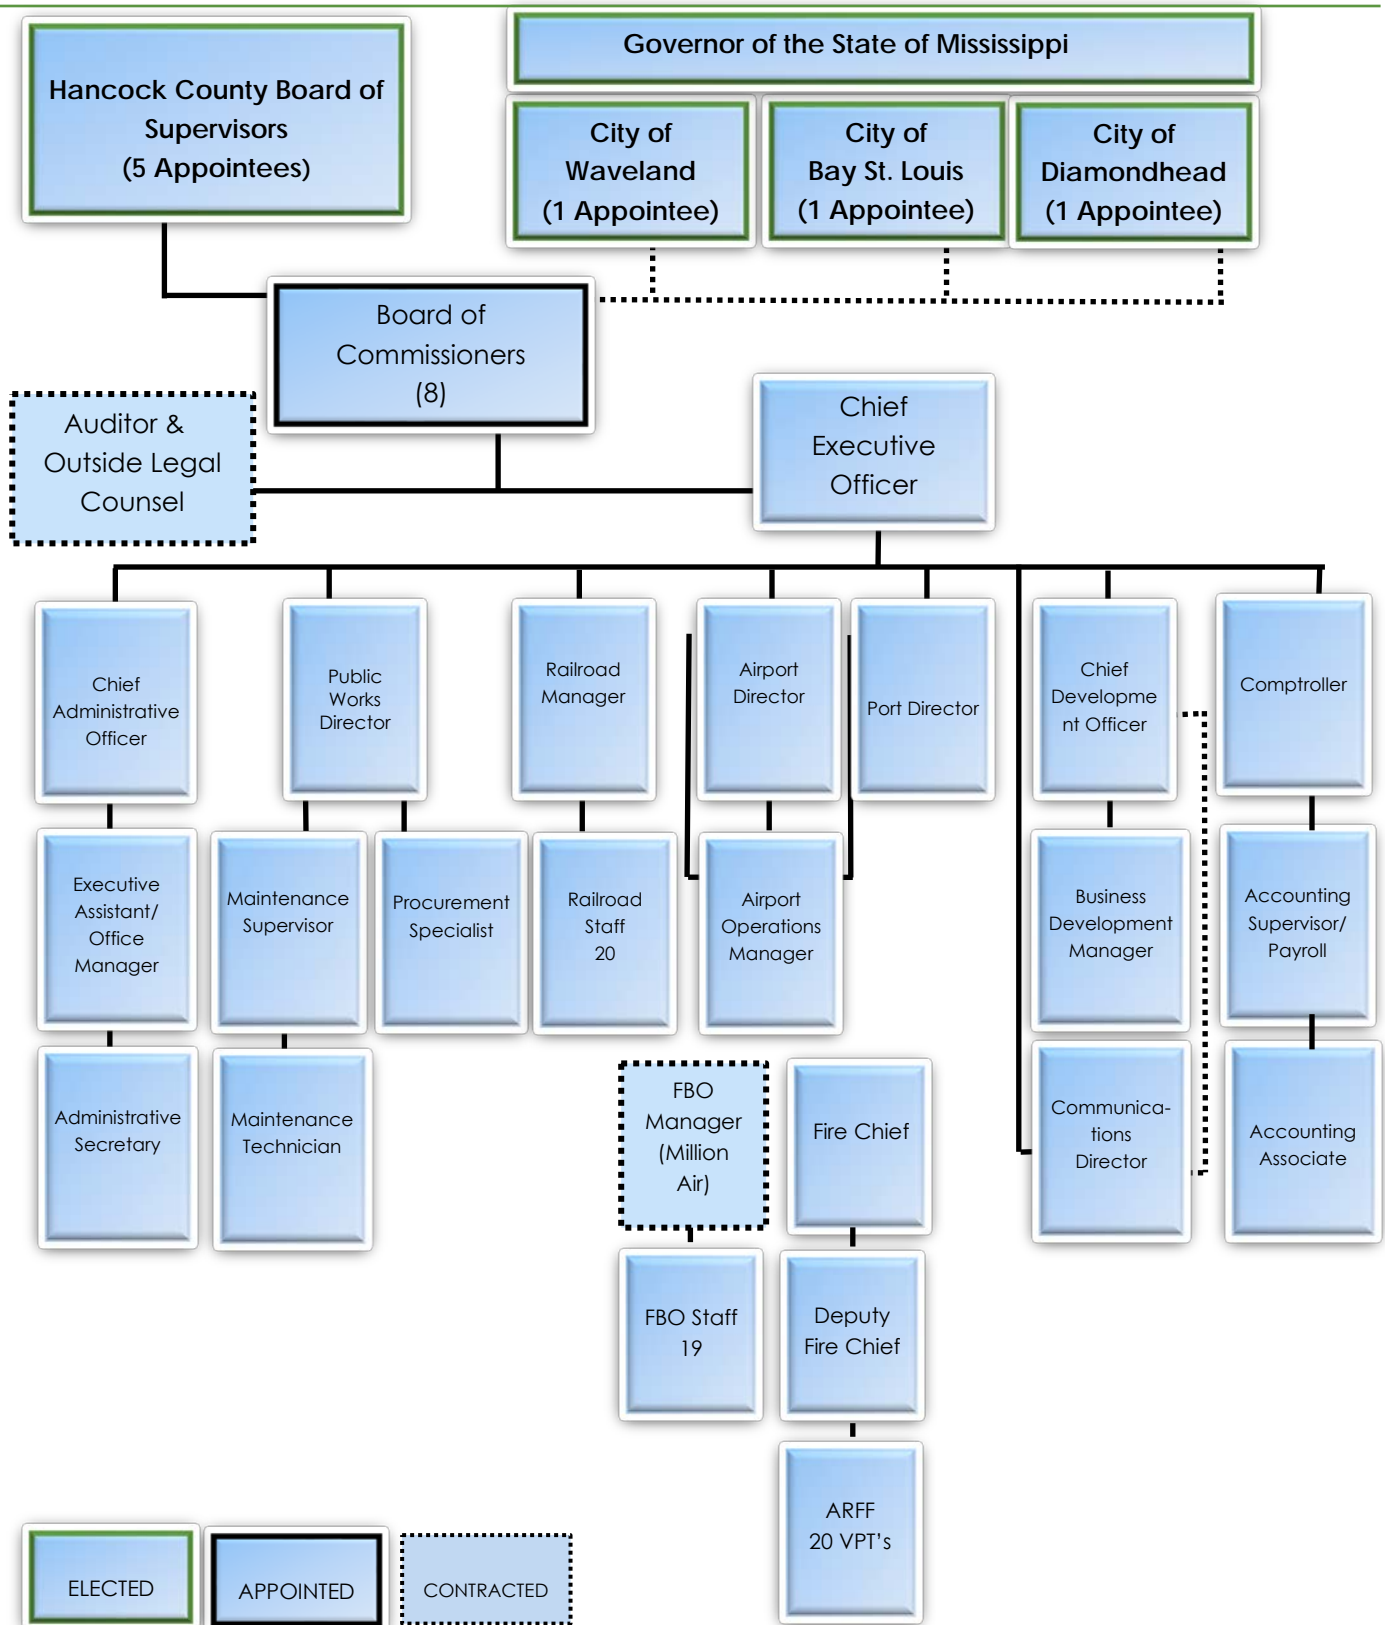 Hancock County Board of
Supervisors
(5 Appointees)
Governor of the State of Mississippi
City of
Waveland
(1 Appointee)
City of
Bay St. Louis
(1 Appointee)
City of
Diamondhead
(1 Appointee)
Board of
Commissioners
(8)
Auditor &
Outside Legal
Counsel
Chief
Executive
Officer
Chief
Administrative
Officer
Public
Works
Director
Railroad
Manager
Airport
Director
Port Director
Chief
Developme
nt Officer
Comptroller
Executive
Assistant/
Office
Manager
Maintenance
Supervisor
Procurement
Specialist
Railroad
Staff
20
Airport
Operations
Manager
Business
Development
Manager
Accounting
Supervisor/
Payroll
Administrative
Secretary
Maintenance
Technician
FBO
Manager
(Million
Air)
Fire Chief
Communica-
tions
Director
Accounting
Associate
FBO Staff
19
Deputy
Fire Chief
ARFF
20 VPT's
ELECTED
APPOINTED
CONTRACTED